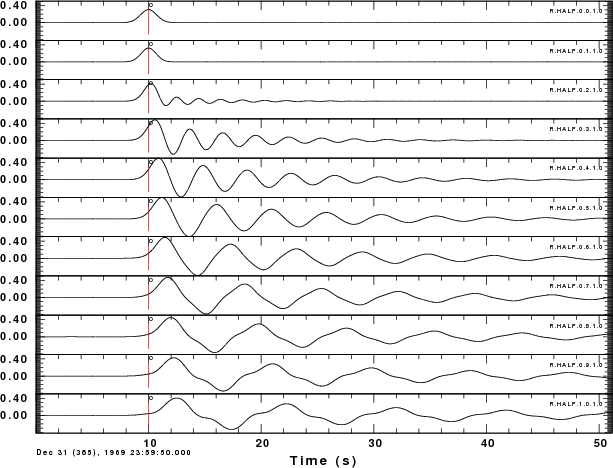 0.40
R.HALF.0.0.1.0
0.00
0.40
R.HALF.0.1.1.0
0.00
0.40
R.HALF.0.2.1.0
0.00
0.40
R.HALF.0.3.1.0
0.00
0.40
R.HALF.0.4.1.0
0.00
0.40
R.HALF.0.5.1.0
0.00
0.40
R.HALF.0.6.1.0
0.00
0.40
R.HALF.0.7.1.0
0.00
0.40
R.HALF.0.8.1.0
0.00
0.40
R.HALF.0.9.1.0
0.00
0.40
R.HALF.1.0.1.0
0.00
10 20 30 40 50
Dec 31 (365), 1969 23:59:50.000
Time (s)